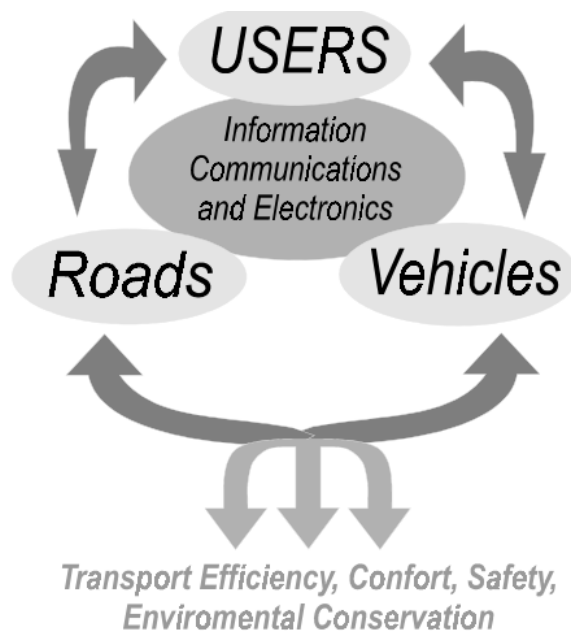 USERS
Information
Communications
and Electronics
Roads
Vehicles
Transport Efficiency, Confort, Safety,
Enviromental Conservation